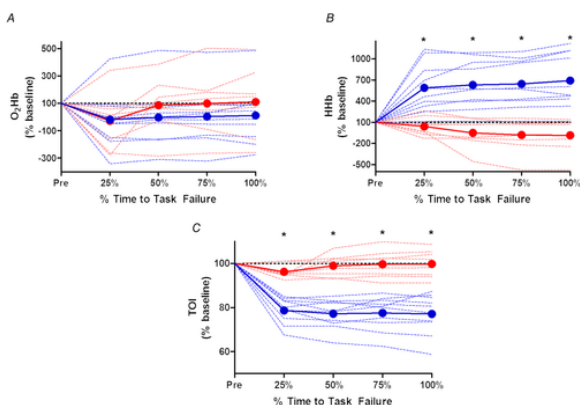 A
O₂Hb
(% baseline)
500
300
100
-100
-300
Pre 25% 50% 75% 100%
% Time to Task Failure
B
HHb
(% baseline)
* * * *
1300
1000
700
400
100
-200
-500
Pre 25% 50% 75% 100%
% Time to Task Failure
C
TOI
(% baseline)
* * * *
100
80
60
Pre 25% 50% 75% 100%
% Time to Task Failure